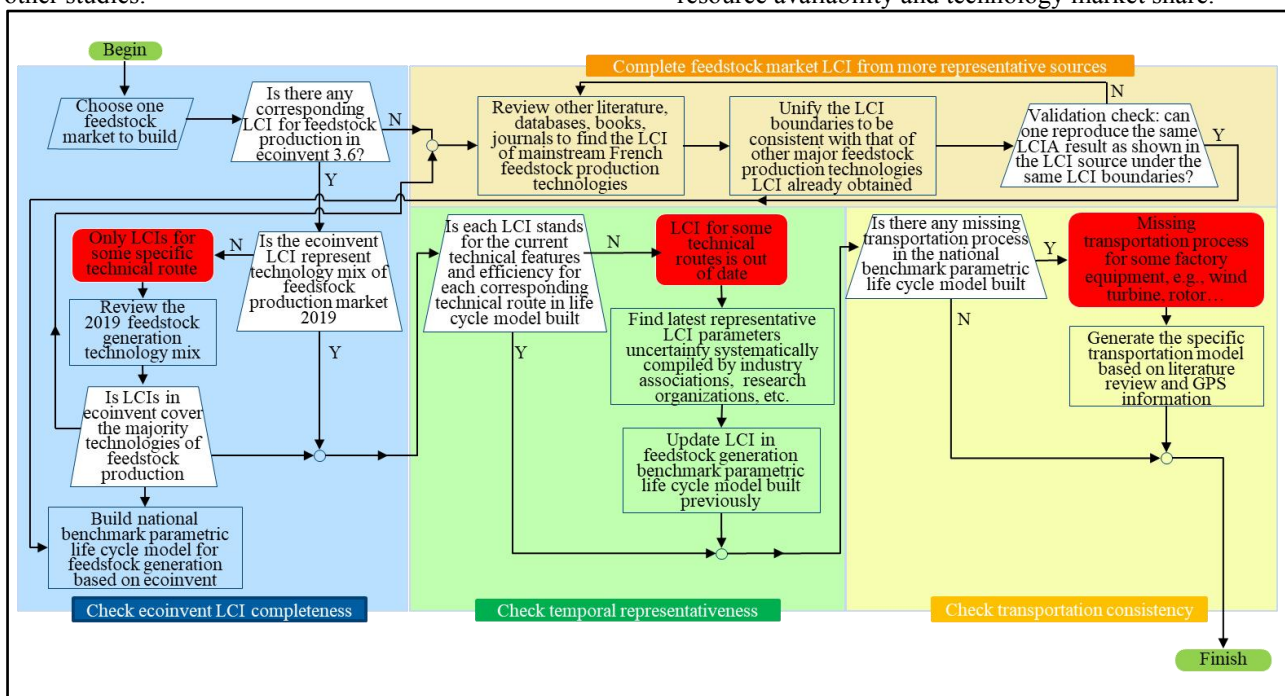 other studies.
resource availability and technology market share.
Begin
Complete feedstock market LCI from more representative sources
Choose one
feedstock
market to build
Is there any
corresponding
LCI for feedstock
production in
ecoinvent 3.6?
N
Y
Review other literature,
databases, books,
journals to find the LCI
of mainstream French
feedstock production
technologies
Unify the LCI
boundaries to be
consistent with that of
other major feedstock
production technologies
LCI already obtained
N
Validation check: can
one reproduce the same
LCIA result as shown in
the LCI source under the
same LCI boundaries?
Y
Only LCIs for
some specific
technical route
N
Is the ecoinvent
LCI represent
technology mix of
feedstock
production market
2019
Y
Review the
2019 feedstock
generation
technology mix
Is LCIs in
ecoinvent cover
the majority
technologies of
feedstock
production
Build national
benchmark parametric
life cycle model for
feedstock generation
based on ecoinvent
Check ecoinvent LCI completeness
Is each LCI stands
for the current
technical features
and efficiency for
each corresponding
technical route in life
cycle model built
N
Y
LCI for some
technical
routes is out
of date
Find latest representative
LCI parameters
uncertainty systematically
compiled by industry
associations, research
organizations, etc.
Update LCI in
feedstock generation
benchmark parametric
life cycle model built
previously
Check temporal representativeness
Is there any missing
transportation process
in the national
benchmark parametric
life cycle model built
Y
N
Missing
transportation process
for some factory
equipment, e.g., wind
turbine, rotor…
Generate the specific
transportation model
based on literature
review and GPS
information
Check transportation consistency
Finish